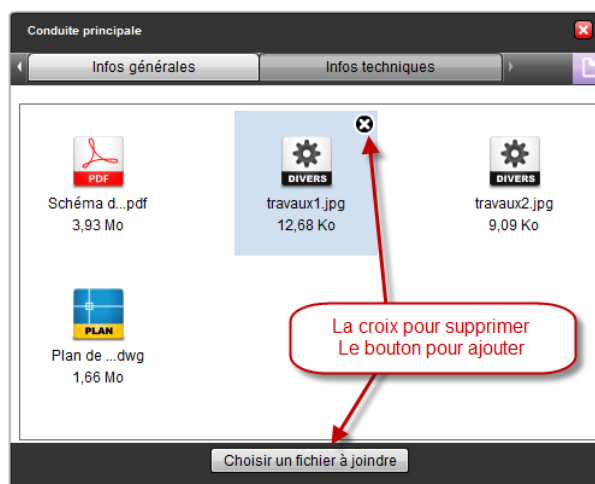 Conduite principale
Infos générales
Infos techniques
PDF
Schéma d...pdf
3,93 Mo
DIVERS
travaux1.jpg
12,68 Ko
DIVERS
travaux2.jpg
9,09 Ko
PLAN
Plan de ...dwg
1,66 Mo
La croix pour supprimer
Le bouton pour ajouter
Choisir un fichier à joindre